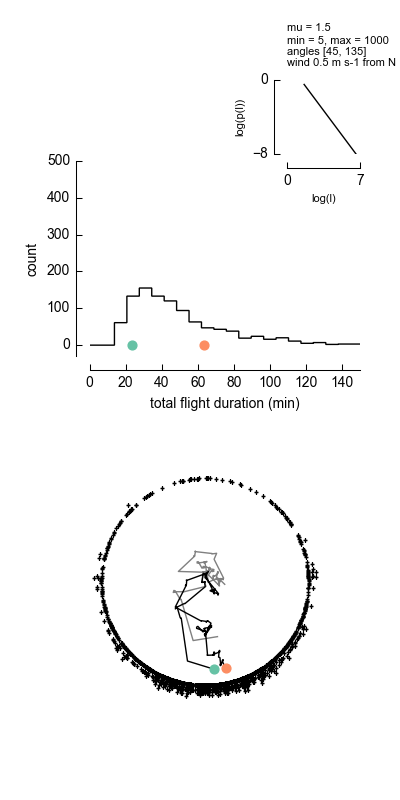 mu = 1.5
min = 5, max = 1000
angles [45, 135]
wind 0.5 m s-1 from N
0
log(p(l))
−8
0 7
log(l)
500
400
300
count
200
100
0
0 20 40 60 80 100 120 140
total flight duration (min)